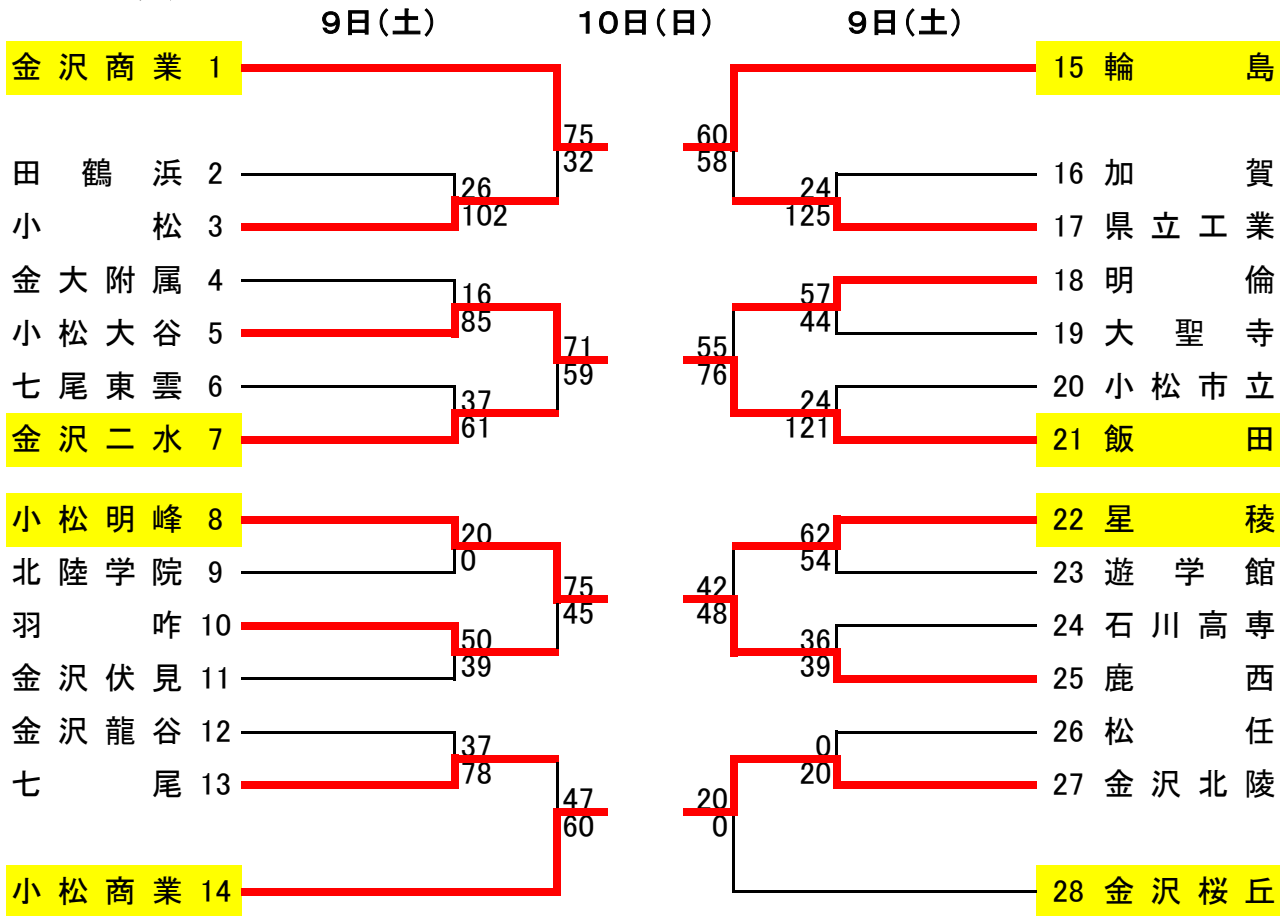 9日(土) 10日(日) 9日(土)
金沢商業 1
15 輪島
75
32
60
58
田鶴浜 2
16 加賀
26
102
24
125
小松 3
17 県立工業
金大附属 4
18 明倫
16
85
57
44
小松大谷 5
19 大聖寺
71
59
55
76
七尾東雲 6
20 小松市立
37
61
24
121
金沢二水 7
21 飯田
小松明峰 8
22 星稜
20
0
62
54
北陸学院 9
23 遊学館
75
45
42
48
羽咋 10
24 石川高専
50
39
36
39
金沢伏見 11
25 鹿西
金沢龍谷 12
26 松任
37
78
0
20
七尾 13
27 金沢北陵
47
60
20
0
小松商業 14
28 金沢桜丘